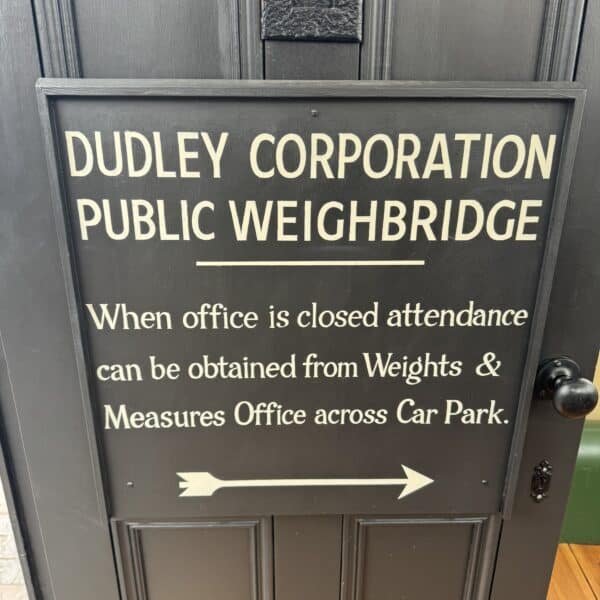 DUDLEY CORPORATION
PUBLIC WEIGHBRIDGE
When office is closed attendance
can be obtained from Weights &
Measures Office across Car Park.